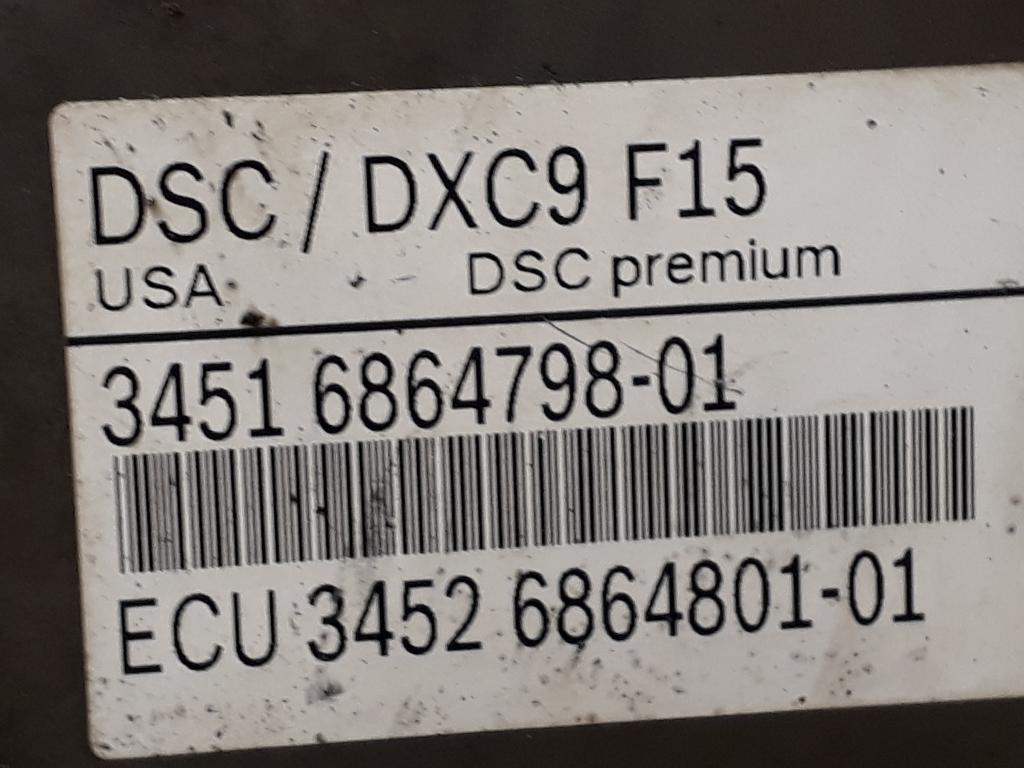 DSC / DXC9 F15
USA DSC premium
3451 6864798-01
ECU 3452 6864801-01